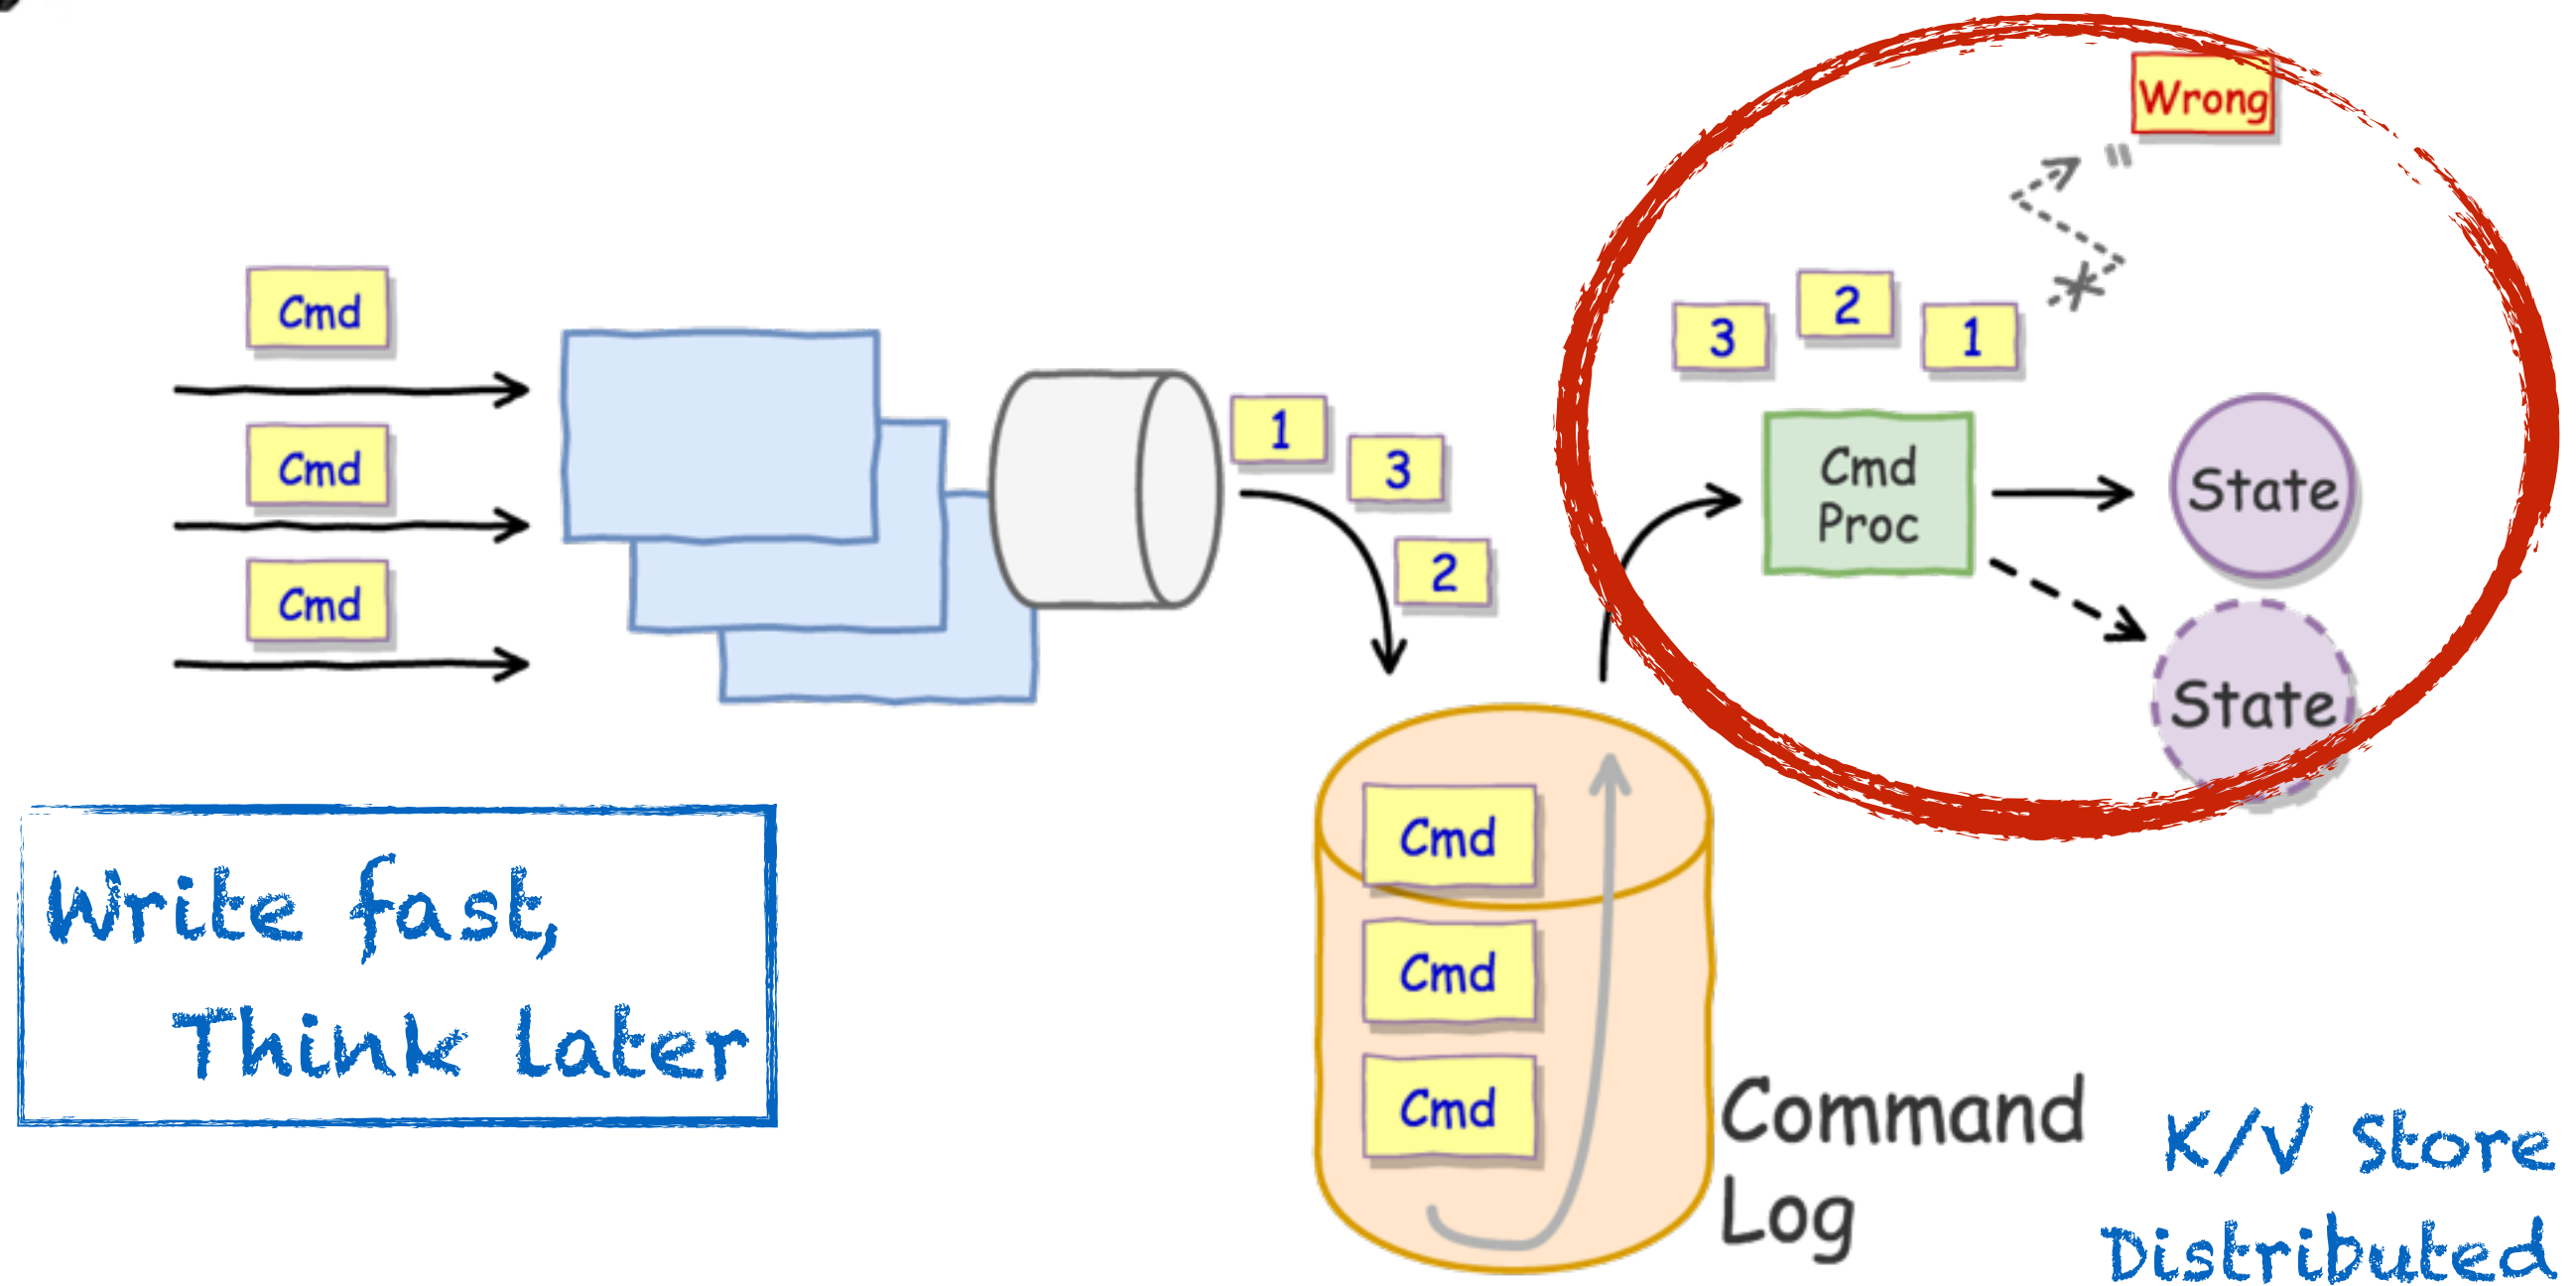 Wrong
Cmd
3
2
1
1
3
2
Cmd
Cmd
Cmd
Proc
State
State
Cmd
Cmd
Cmd
Write fast,
Think later
Command
Log
K/V Store
Distributed